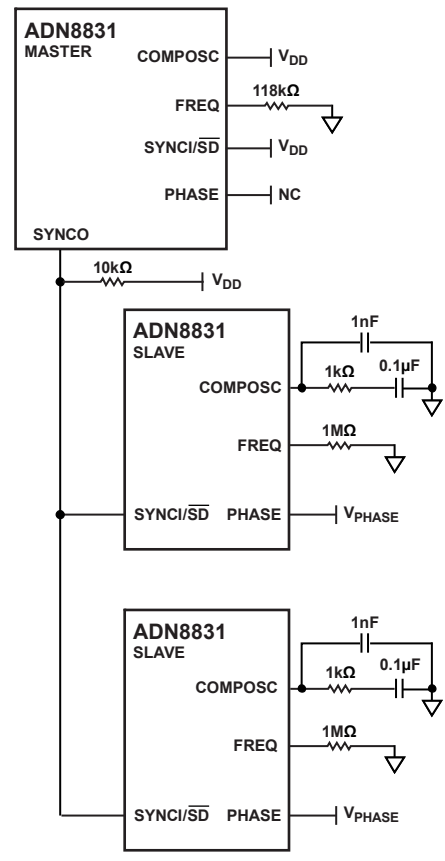 ADN8831
MASTER
COMPOSC
VDD
FREQ
118kΩ
SYNCI/SD
VDD
PHASE
NC
SYNCO
10kΩ
VDD
ADN8831
SLAVE
1nF
COMPOSC
1kΩ
0.1µF
FREQ
1MΩ
SYNCI/SD
PHASE
VPHASE
ADN8831
SLAVE
1nF
COMPOSC
1kΩ
0.1µF
FREQ
1MΩ
SYNCI/SD
PHASE
VPHASE